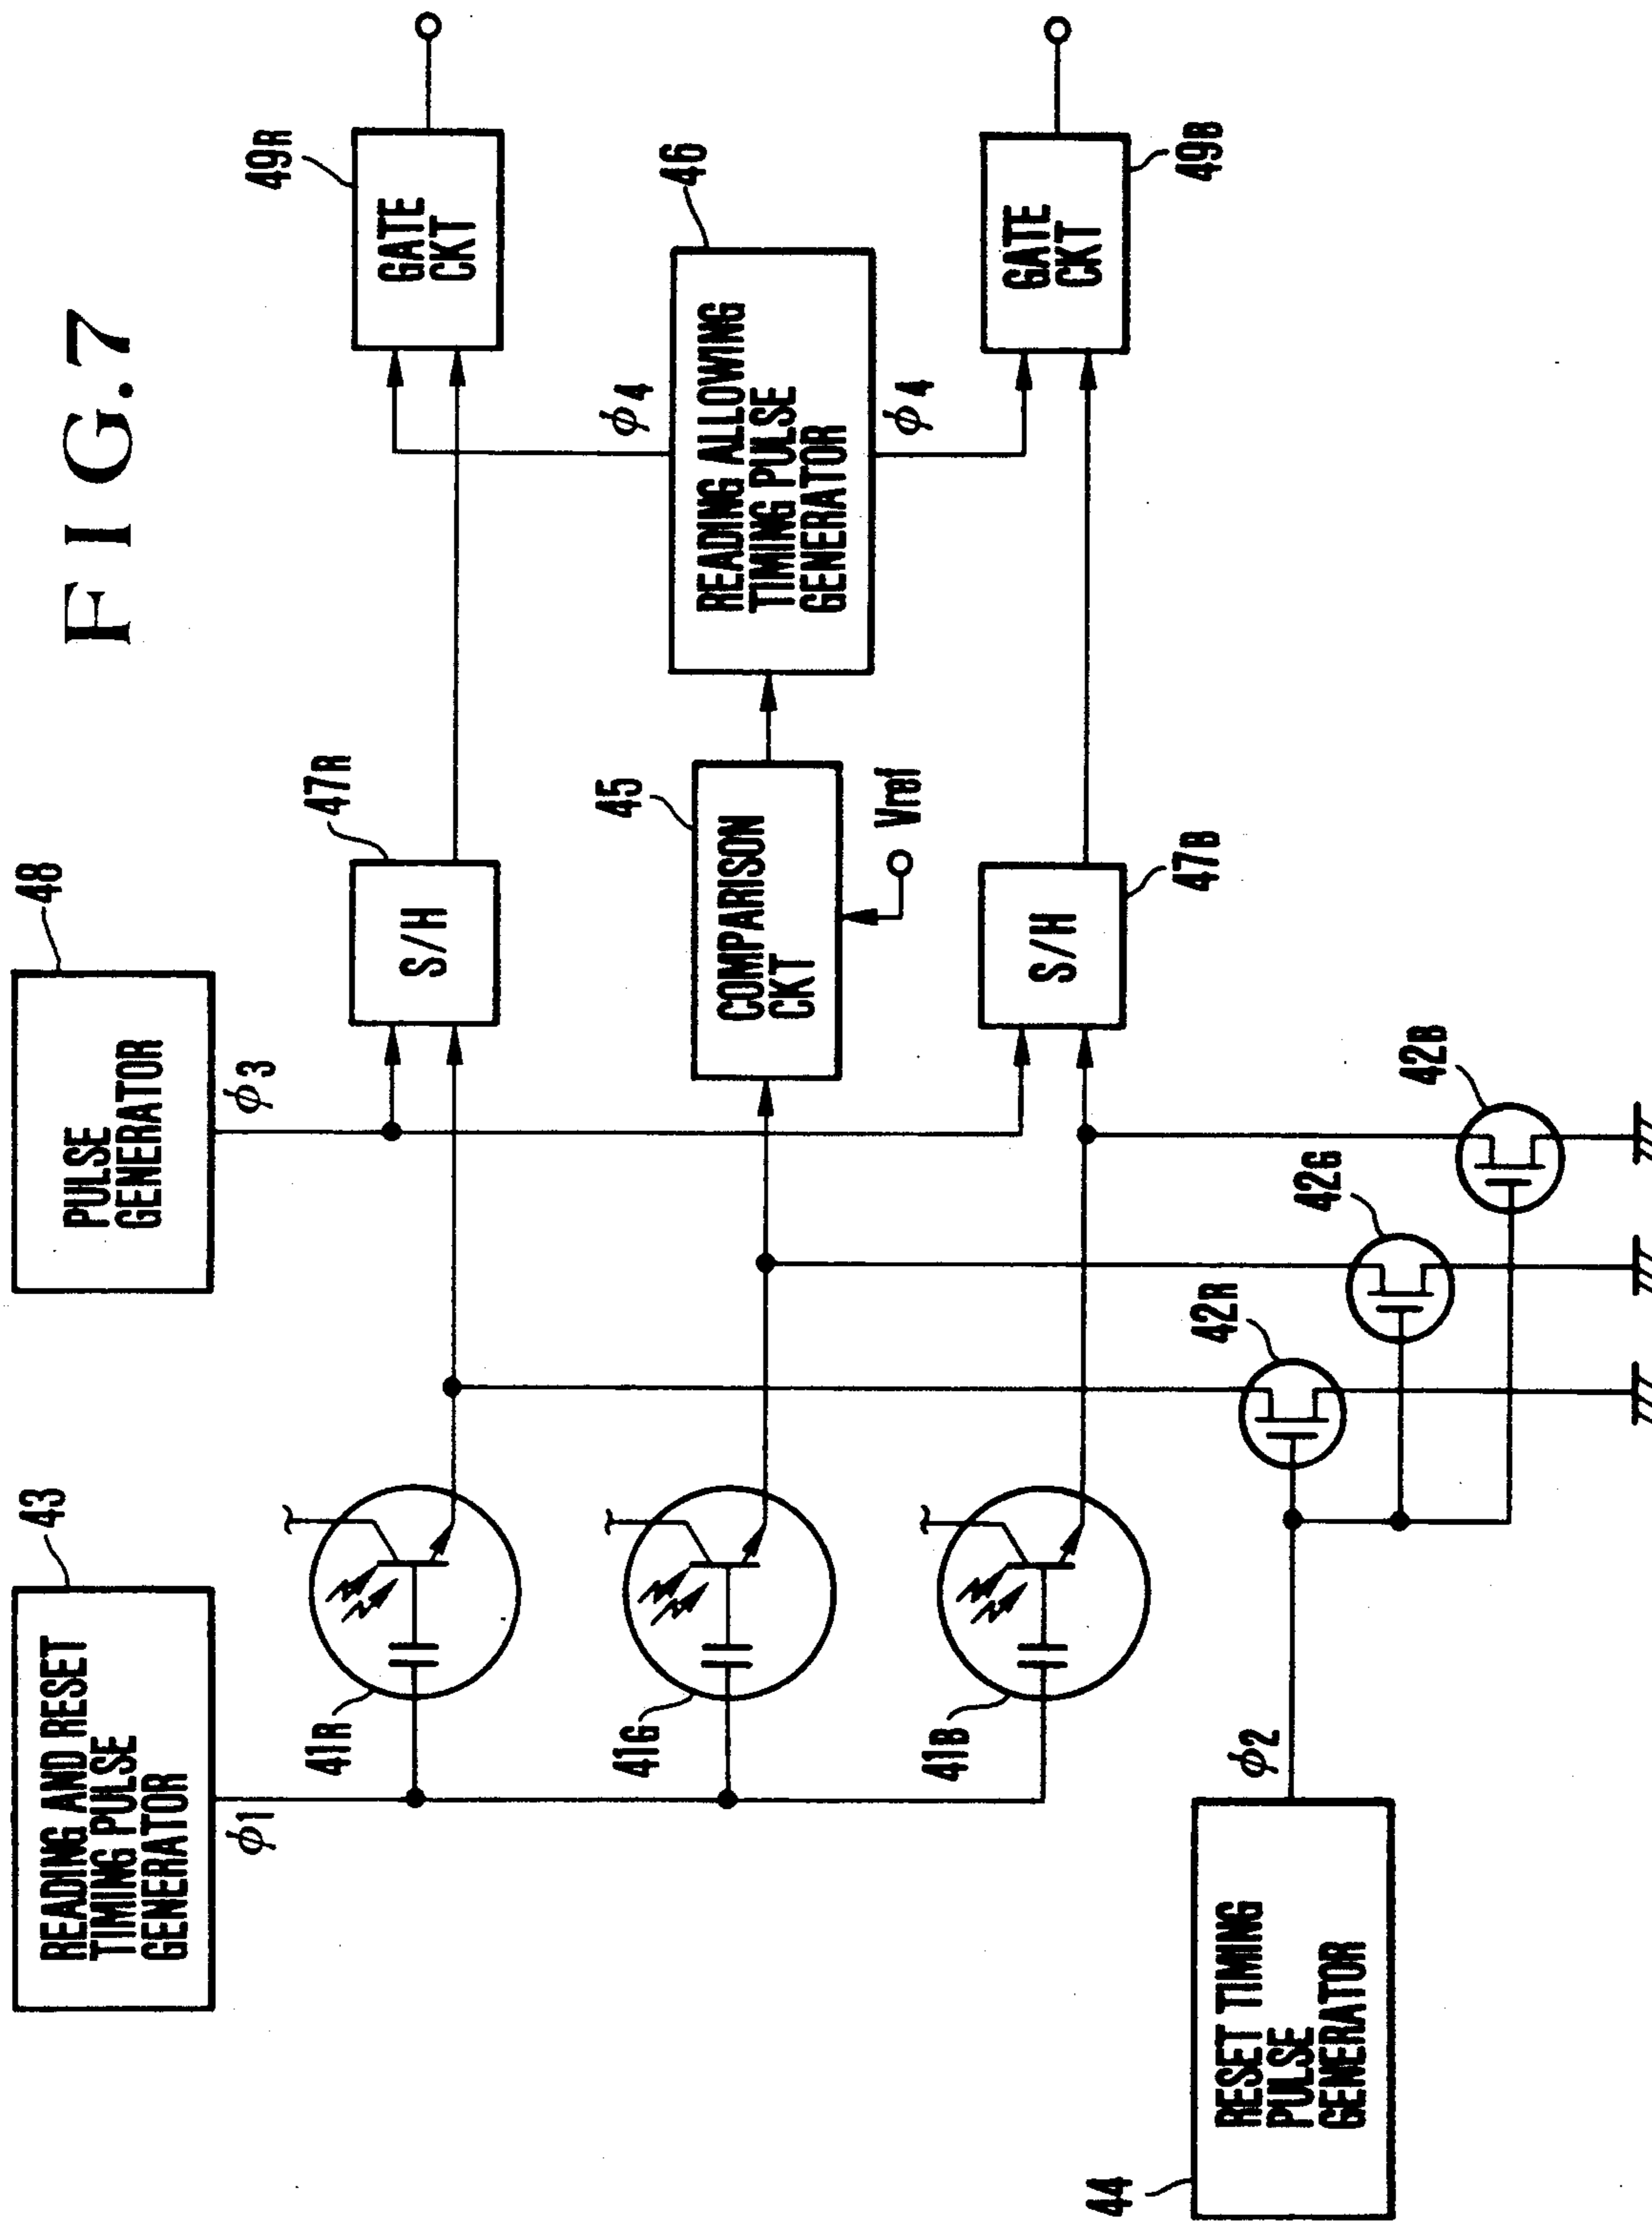 FIG.7
43
READING AND RESET
TIMING PULSE
GENERATOR
ϕ1
48
PULSE
GENERATOR
ϕ3
41R
47R
S/H
49R
GATE
CKT
ϕ4
41G
45
COMPARISON
CKT
Vref
46
READING ALLOWING
TIMING PULSE
GENERATOR
ϕ4
41B
S/H
47B
GATE
CKT
49B
42R
42G
42B
ϕ2
44
RESET TIMING
PULSE
GENERATOR